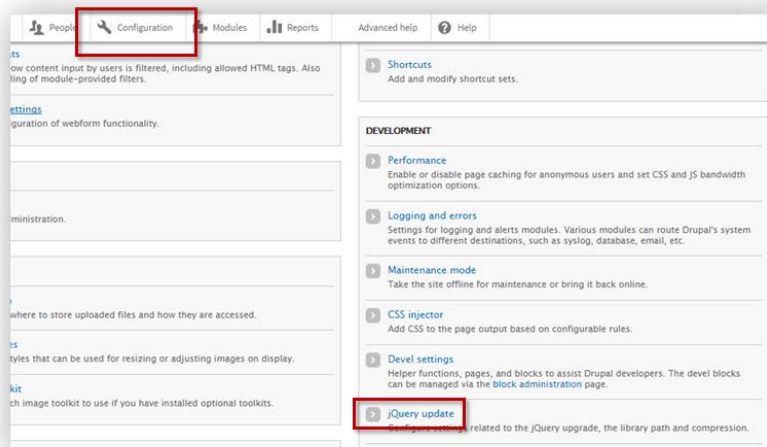 People Configuration Modules Reports Advanced help Help
ow content input by users is filtered, including allowed HTML tags. Also
ling of module-provided filters.
ettings
guration of webform functionality.
ministration.
where to store uploaded files and how they are accessed.
tyles that can be used for resizing or adjusting images on display.
kit
ch image toolkit to use if you have installed optional toolkits.
Shortcuts
Add and modify shortcut sets.
DEVELOPMENT
Performance
Enable or disable page caching for anonymous users and set CSS and JS bandwidth
optimization options.
Logging and errors
Settings for logging and alerts modules. Various modules can route Drupal's system
events to different destinations, such as syslog, database, email, etc.
Maintenance mode
Take the site offline for maintenance or bring it back online.
CSS injector
Add CSS to the page output based on configurable rules.
Devel settings
Helper functions, pages, and blocks to assist Drupal developers. The devel blocks
can be managed via the block administration page.
jQuery update
Configure settings related to the jQuery upgrade, the library path and compression.